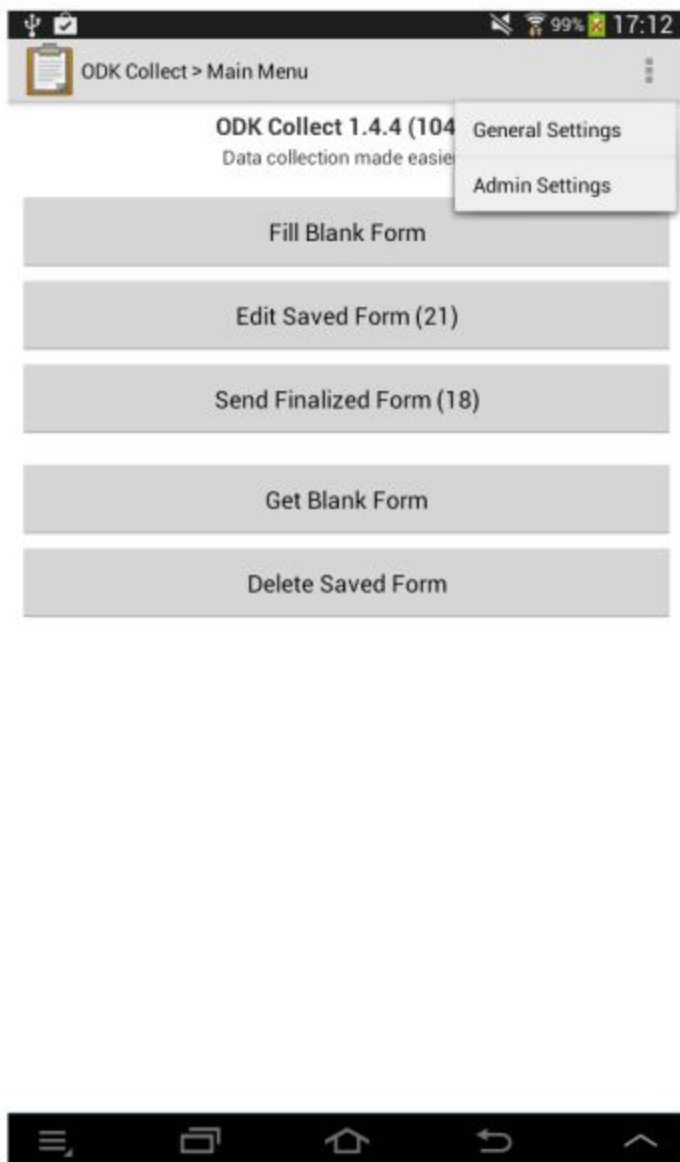 99% 17:12
ODK Collect > Main Menu
General Settings
Admin Settings
ODK Collect 1.4.4 (104
Data collection made easie
Fill Blank Form
Edit Saved Form (21)
Send Finalized Form (18)
Get Blank Form
Delete Saved Form